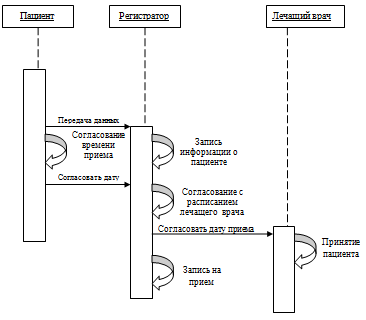 Пациент
Регистратор
Лечащий врач
Передача данных
Согласование
времени
приема
Запись
информации о
пациенте
Согласовать дату
Согласование с
расписанием
лечащего врача
Согласовать дату приема
Принятие
пациента
Запись на
прием